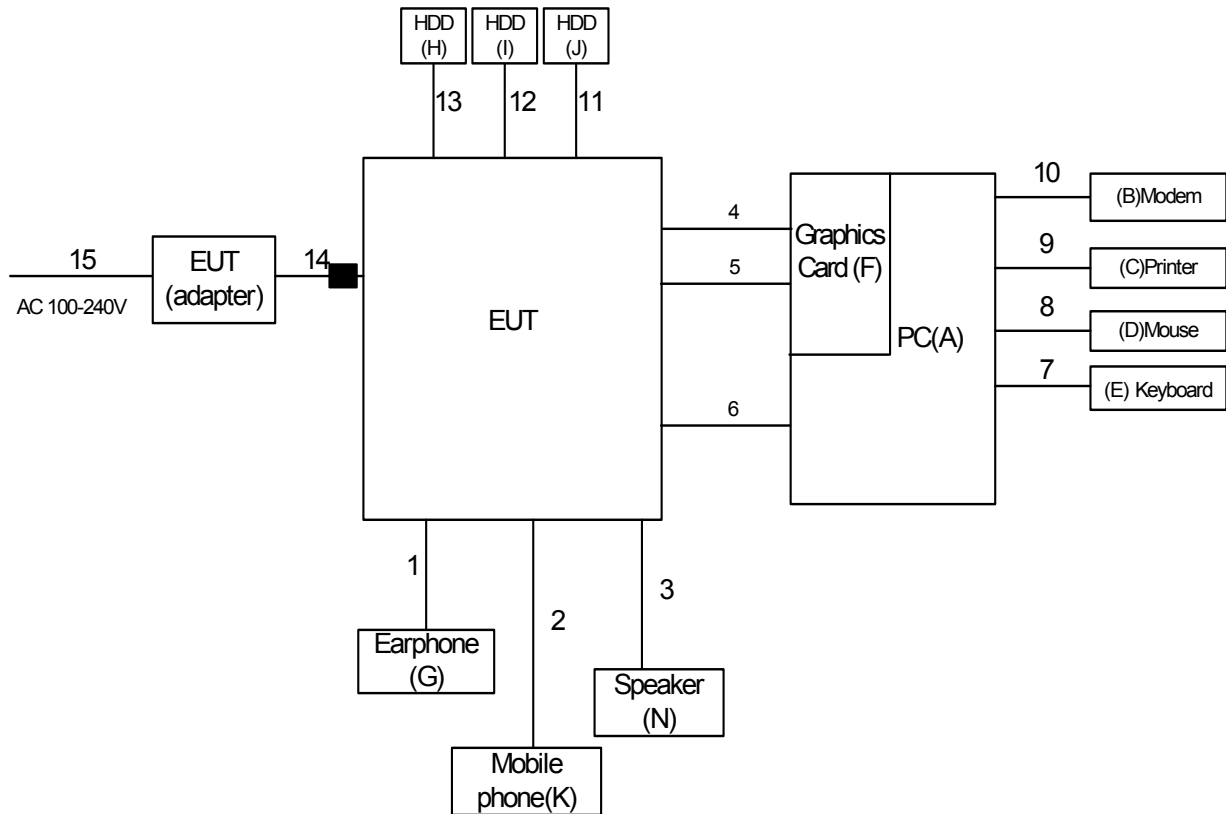 HDD
(H)
HDD
(I)
HDD
(J)
13
12
11
10
(B)Modem
4
Graphics
Card (F)
9
(C)Printer
15
EUT
(adapter)
14
5
AC 100-240V
EUT
PC(A)
8
(D)Mouse
7
(E) Keyboard
6
1
2
3
Earphone
(G)
Speaker
(N)
Mobile
phone(K)